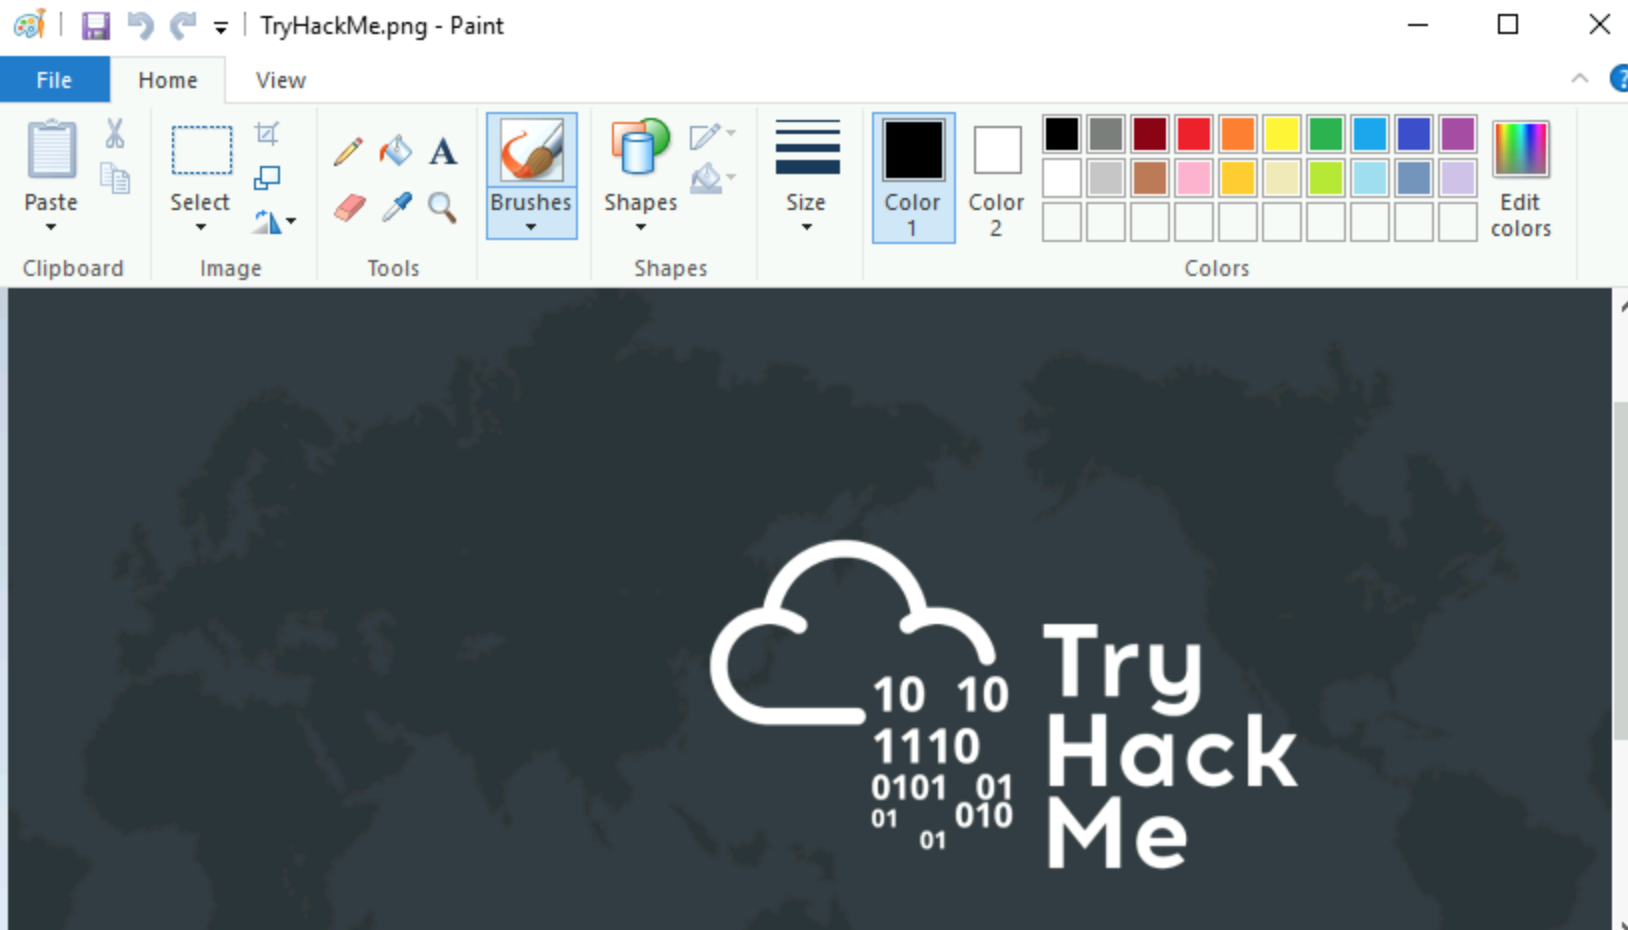 TryHackMe.png - Paint
File Home View
Paste Select A Brushes Shapes Size Color 1 Color 2 Edit colors
Clipboard Image Tools Shapes Colors
Try
Hack
Me
10 10
1110
0101 01
01 010
01